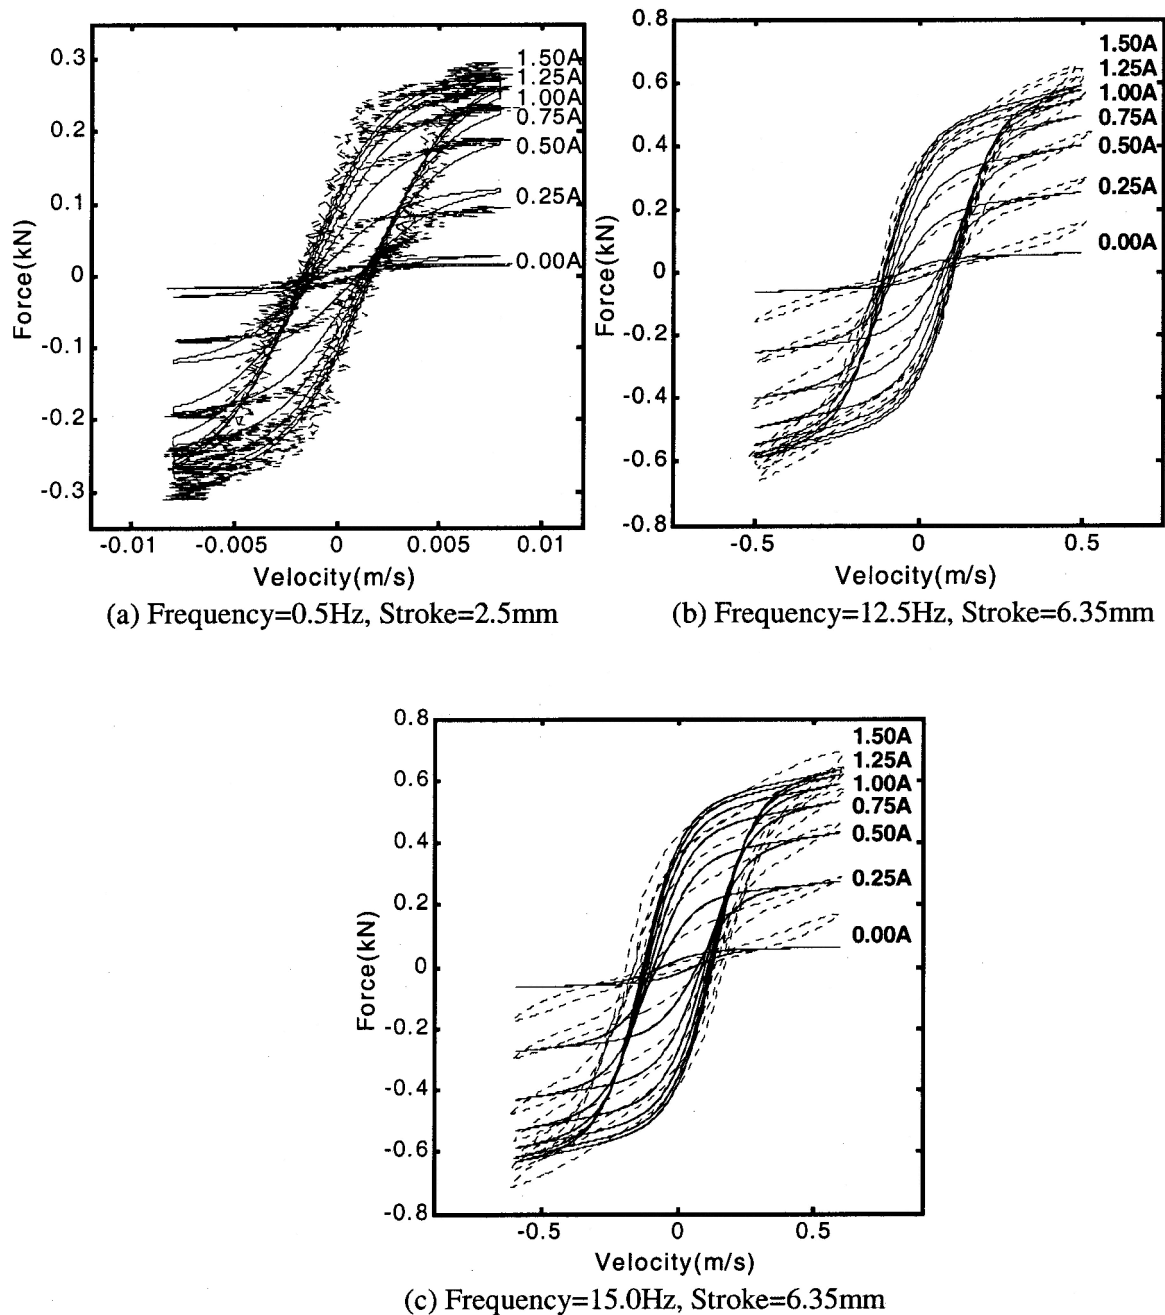 0.3
0.2
0.1
0
-0.1
-0.2
-0.3
Force(kN)
1.50A
1.25A
1.00A
0.75A
0.50A
0.25A
0.00A
-0.01
-0.005
0
0.005
0.01
Velocity(m/s)
(a) Frequency=0.5Hz, Stroke=2.5mm
0.8
0.6
0.4
0.2
0
-0.2
-0.4
-0.6
-0.8
Force(kN)
1.50A
1.25A
1.00A
0.75A
0.50A
0.25A
0.00A
-0.5
0
0.5
Velocity(m/s)
(b) Frequency=12.5Hz, Stroke=6.35mm
0.8
0.6
0.4
0.2
0
-0.2
-0.4
-0.6
-0.8
Force(kN)
1.50A
1.25A
1.00A
0.75A
0.50A
0.25A
0.00A
-0.5
0
0.5
Velocity(m/s)
(c) Frequency=15.0Hz, Stroke=6.35mm